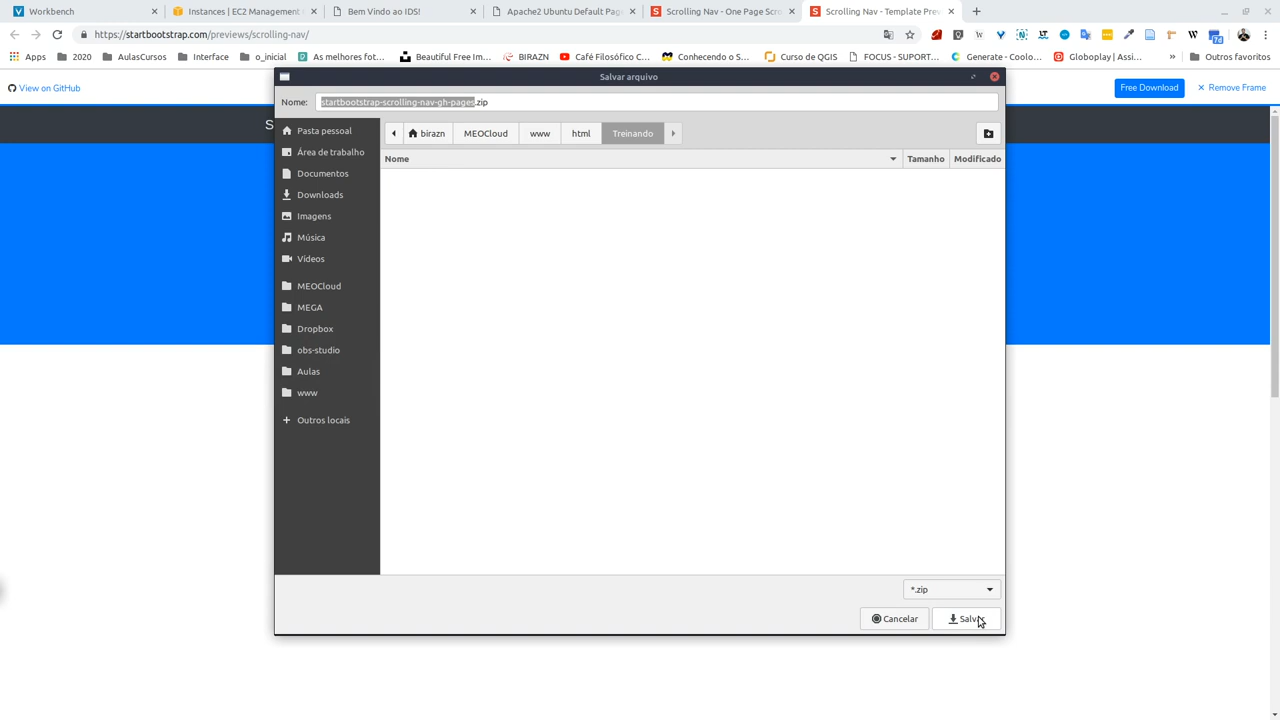 Workbench
Instances | EC2 Management
Bem Vindo ao IDS!
Apache2 Ubuntu Default Pag
Scrolling Nav - One Page Scro
Scrolling Nav - Template Prev
https://startbootstrap.com/previews/scrolling-nav/
Apps
2020
AulasCursos
Interface
o_inicial
As melhores fot...
Beautiful Free Im...
BIRAZN
Café Filosófico C...
Conhecendo o S...
Curso de QGIS
FOCUS - SUPORT...
Generate - Coolo...
Globoplay | Assi...
»
Outros favoritos
View on GitHub
Free Download
Remove Frame
S
Salvar arquivo
Nome: startbootstrap-scrolling-nav-gh-pages.zip
birazn
MEOCloud
www
html
Treinando
Nome
Tamanho
Modificado
Pasta pessoal
Área de trabalho
Documentos
Downloads
Imagens
Música
Vídeos
MEOCloud
MEGA
Dropbox
obs-studio
Aulas
www
Outros locais
*.zip
Cancelar
Salvar